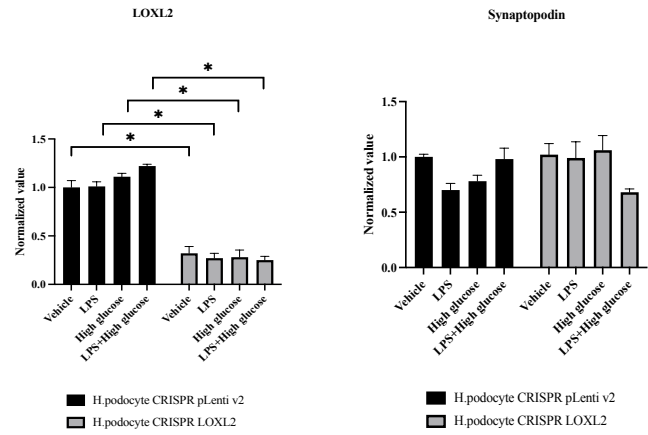 LOXL2
*
*
*
*
Normalized value
1.5
1.0
0.5
0.0
Vehicle
LPS
High glucose
LPS+High glucose
Vehicle
LPS
High glucose
LPS+High glucose
H.podocyte CRISPR pLenti v2
H.podocyte CRISPR LOXL2
Synaptopodin
Normalized value
1.5
1.0
0.5
0.0
Vehicle
LPS
High glucose
LPS+High glucose
Vehicle
LPS
High glucose
LPS+High glucose
H.podocyte CRISPR pLenti v2
H.podocyte CRISPR LOXL2